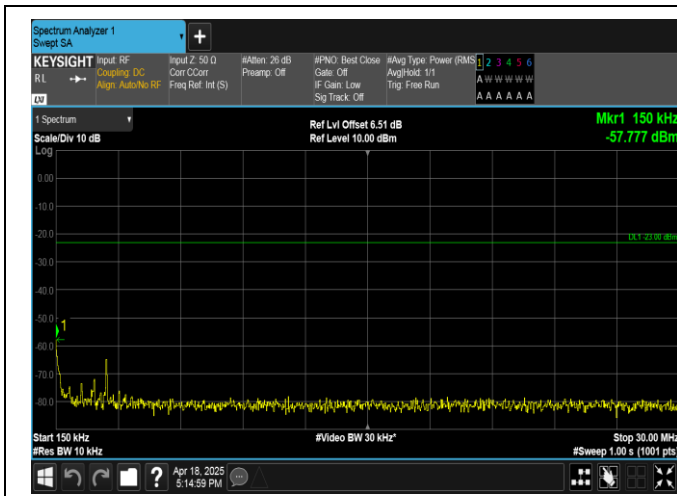 Spectrum Analyzer 1
Swept SA
+
KEYSIGHT
RL
LXI
Input: RF
Coupling: DC
Align: Auto/No RF
Input Z: 50 Ω
Corr CCorr
Freq Ref: Int (S)
#Atten: 26 dB
Preamp: Off
#PNO: Best Close
Gate: Off
IF Gain: Low
Sig Track: Off
#Avg Type: Power (RMS
Avg|Hold: 1/1
Trig: Free Run
1 2 3 4 5 6
A W W W W W
A A A A A A
1 Spectrum
Scale/Div 10 dB
Ref Lvl Offset 6.51 dB
Ref Level 10.00 dBm
Mkr1 150 kHz
-57.777 dBm
Log
0.00
-10.0
-20.0
-30.0
-40.0
-50.0
-60.0
-70.0
-80.0
DL1 -23.00 dBm
1
Start 150 kHz
#Res BW 10 kHz
#Video BW 30 kHz*
Stop 30.00 MHz
#Sweep 1.00 s (1001 pts)
?
Apr 18, 2025
5:14:59 PM